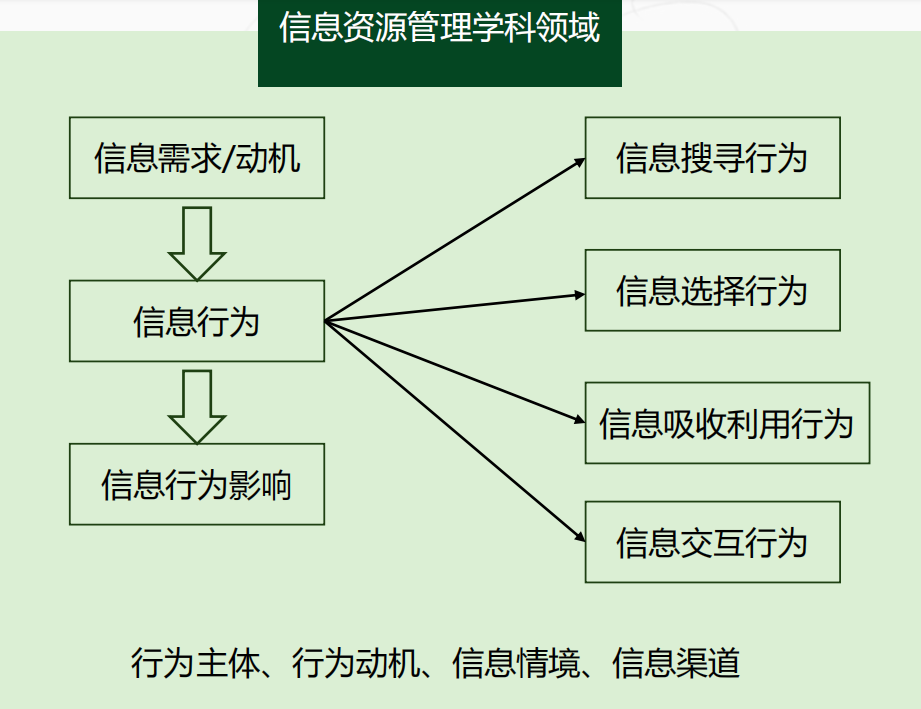 信息资源管理学科领域
信息需求/动机
信息行为
信息行为影响
信息搜寻行为
信息选择行为
信息吸收利用行为
信息交互行为
行为主体、行为动机、信息情境、信息渠道